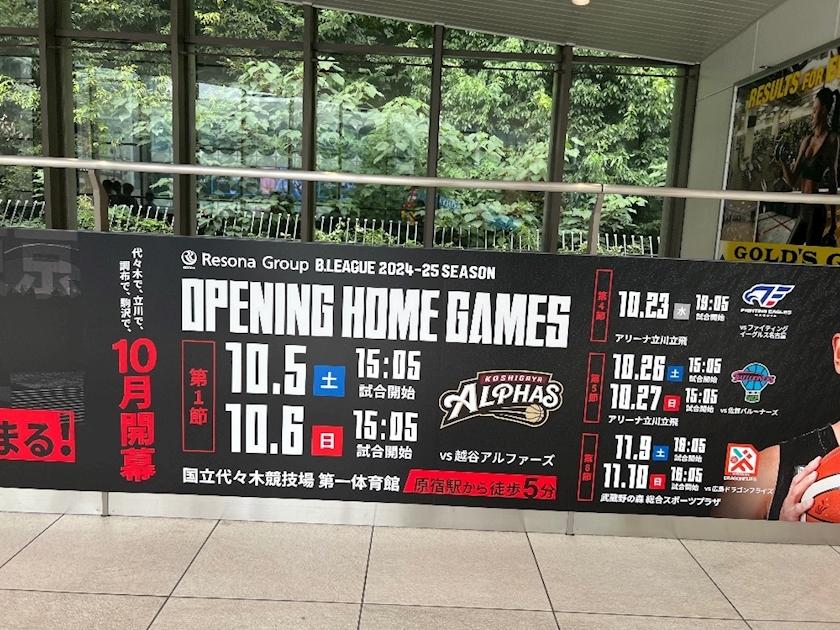 まる!
代々木で、立川で、
調布で、駒沢で、
10月開幕
Resona Group B.LEAGUE 2024-25 SEASON
OPENING HOME GAMES
第1節
10.5 土 15:05 試合開始
10.6 日 15:05 試合開始
KOSHIGAYA
ALPHAS
vs 越谷アルファーズ
国立代々木競技場 第一体育館
原宿駅から徒歩5分
第4節
10.23 水 19:05 試合開始
アリーナ立川立飛
FIGHTING EAGLES
NAGOYA
vs ファイティング
イーグルス名古屋
第5節
10.26 土 15:05 試合開始
10.27 日 15:05 試合開始
アリーナ立川立飛
vs 佐賀バルーナーズ
第8節
11.9 土 16:05 試合開始
11.10 日 16:05 試合開始
武蔵野の森 総合スポーツプラザ
DRAGONFLIES
vs 広島ドラゴンフライズ
RESULTS FOR
GOLD'S G